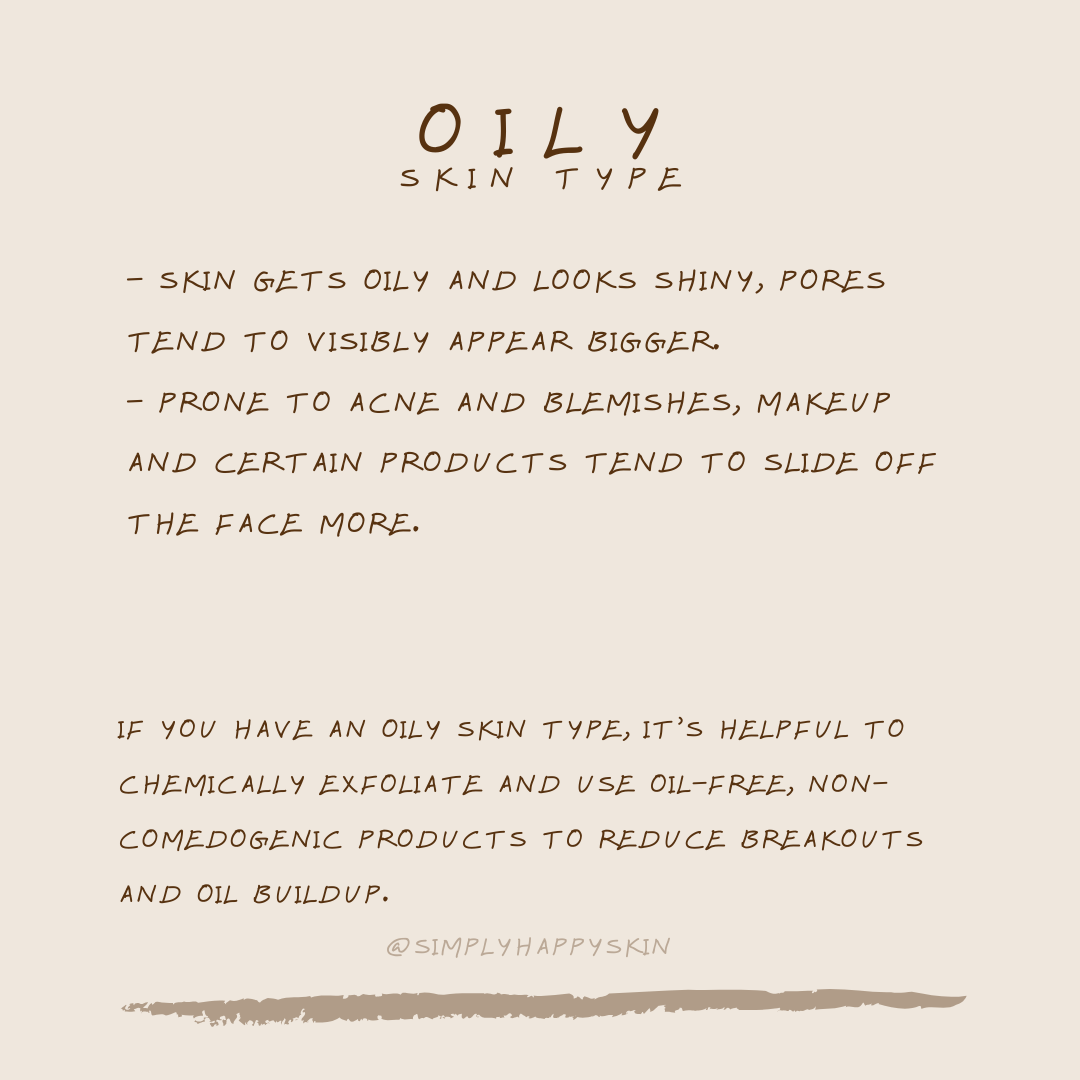 OILY
SKIN TYPE
- SKIN GETS OILY AND LOOKS SHINY, PORES
TEND TO VISIBLY APPEAR BIGGER.
- PRONE TO ACNE AND BLEMISHES, MAKEUP
AND CERTAIN PRODUCTS TEND TO SLIDE OFF
THE FACE MORE.
IF YOU HAVE AN OILY SKIN TYPE, IT'S HELPFUL TO
CHEMICALLY EXFOLIATE AND USE OIL-FREE, NON-
COMEDOGENIC PRODUCTS TO REDUCE BREAKOUTS
AND OIL BUILDUP.
@SIMPLYHAPPYSKIN